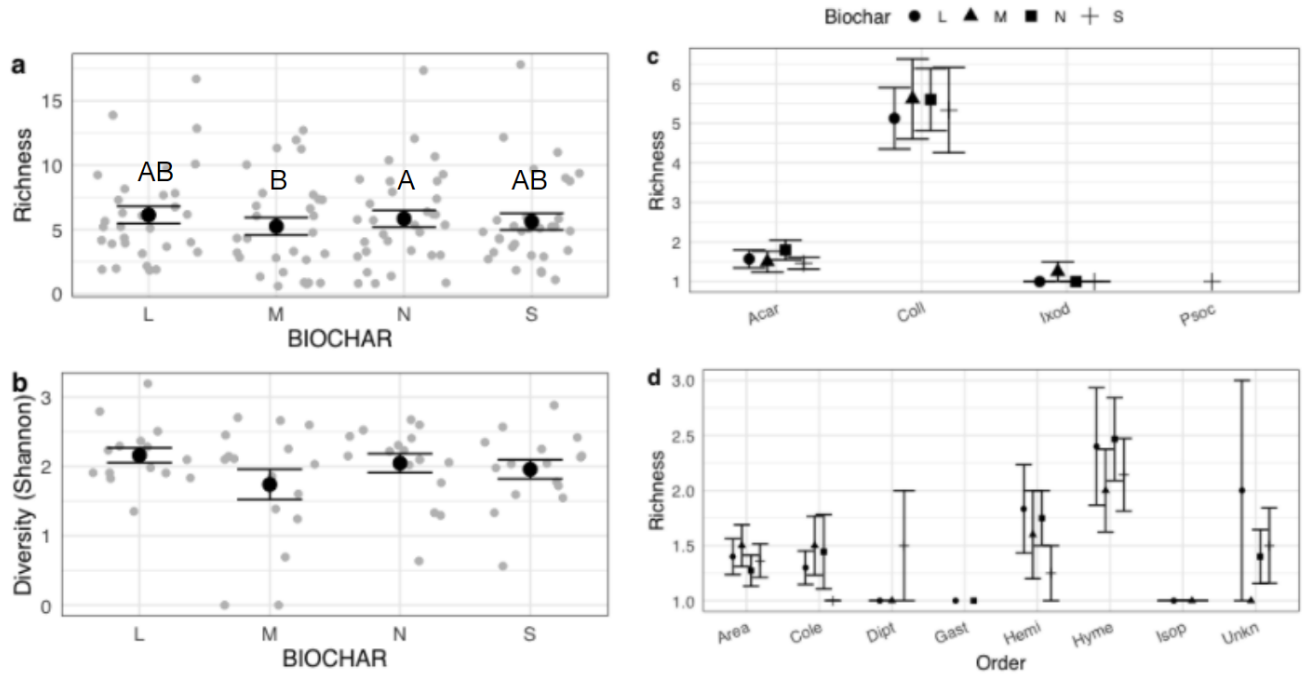 Biochar L M N S
a
Richness
15
10
5
0
AB B A AB
L M N S
BIOCHAR
b
Diversity (Shannon)
3
2
1
0
L M N S
BIOCHAR
c
Richness
6
5
4
3
2
1
Acar Coll Ixod Psoc
d
Richness
3.0
2.5
2.0
1.5
1.0
Area Cole Dipt Gast Hemi Hyme Isop Unkn
Order